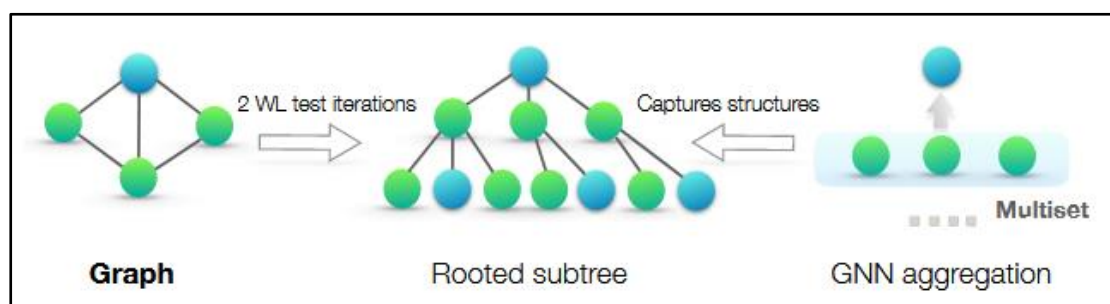 2 WL test iterations
Captures structures
Multiset
Graph
Rooted subtree
GNN aggregation